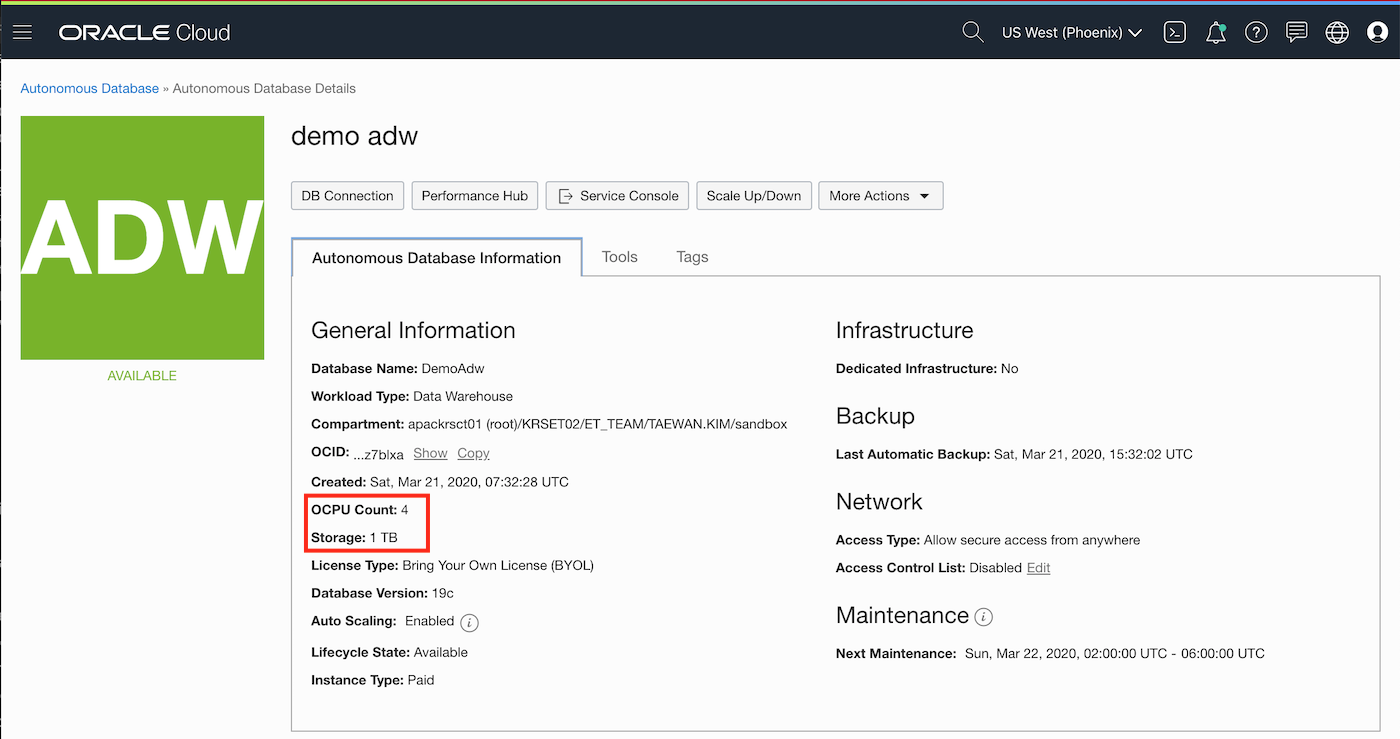 ORACLE Cloud
US West (Phoenix)
Autonomous Database » Autonomous Database Details
ADW
AVAILABLE
demo adw
DB Connection Performance Hub Service Console Scale Up/Down More Actions
Autonomous Database Information Tools Tags
General Information
Database Name: DemoAdw
Workload Type: Data Warehouse
Compartment: apackrsct01 (root)/KRSET02/ET_TEAM/TAEWAN.KIM/sandbox
OCID: ...z7blxa Show Copy
Created: Sat, Mar 21, 2020, 07:32:28 UTC
OCPU Count: 4
Storage: 1 TB
License Type: Bring Your Own License (BYOL)
Database Version: 19c
Auto Scaling: Enabled
Lifecycle State: Available
Instance Type: Paid
Infrastructure
Dedicated Infrastructure: No
Backup
Last Automatic Backup: Sat, Mar 21, 2020, 15:32:02 UTC
Network
Access Type: Allow secure access from anywhere
Access Control List: Disabled Edit
Maintenance
Next Maintenance: Sun, Mar 22, 2020, 02:00:00 UTC - 06:00:00 UTC